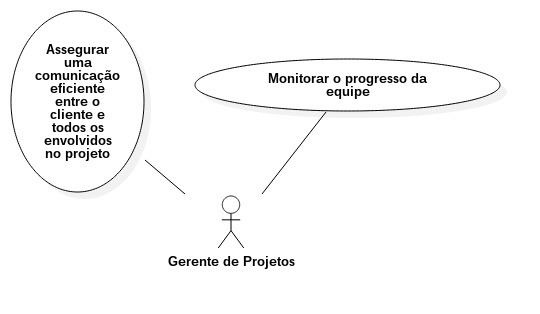 Assegurar
uma
comunicação
eficiente
entre o
cliente e
todos os
envolvidos
no projeto
Monitorar o progresso da
equipe
Gerente de Projetos